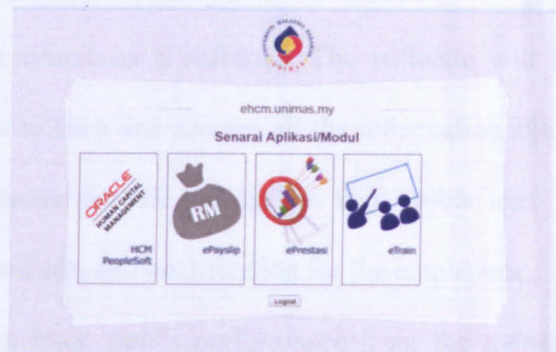 ehcm.unimas.my
Senarai Aplikasi/Modul
ORACLE
HUMAN CAPITAL
MANAGEMENT
HCM
PeopleSoft
RM
ePayslip
ePrestasi
eTrain
Logout